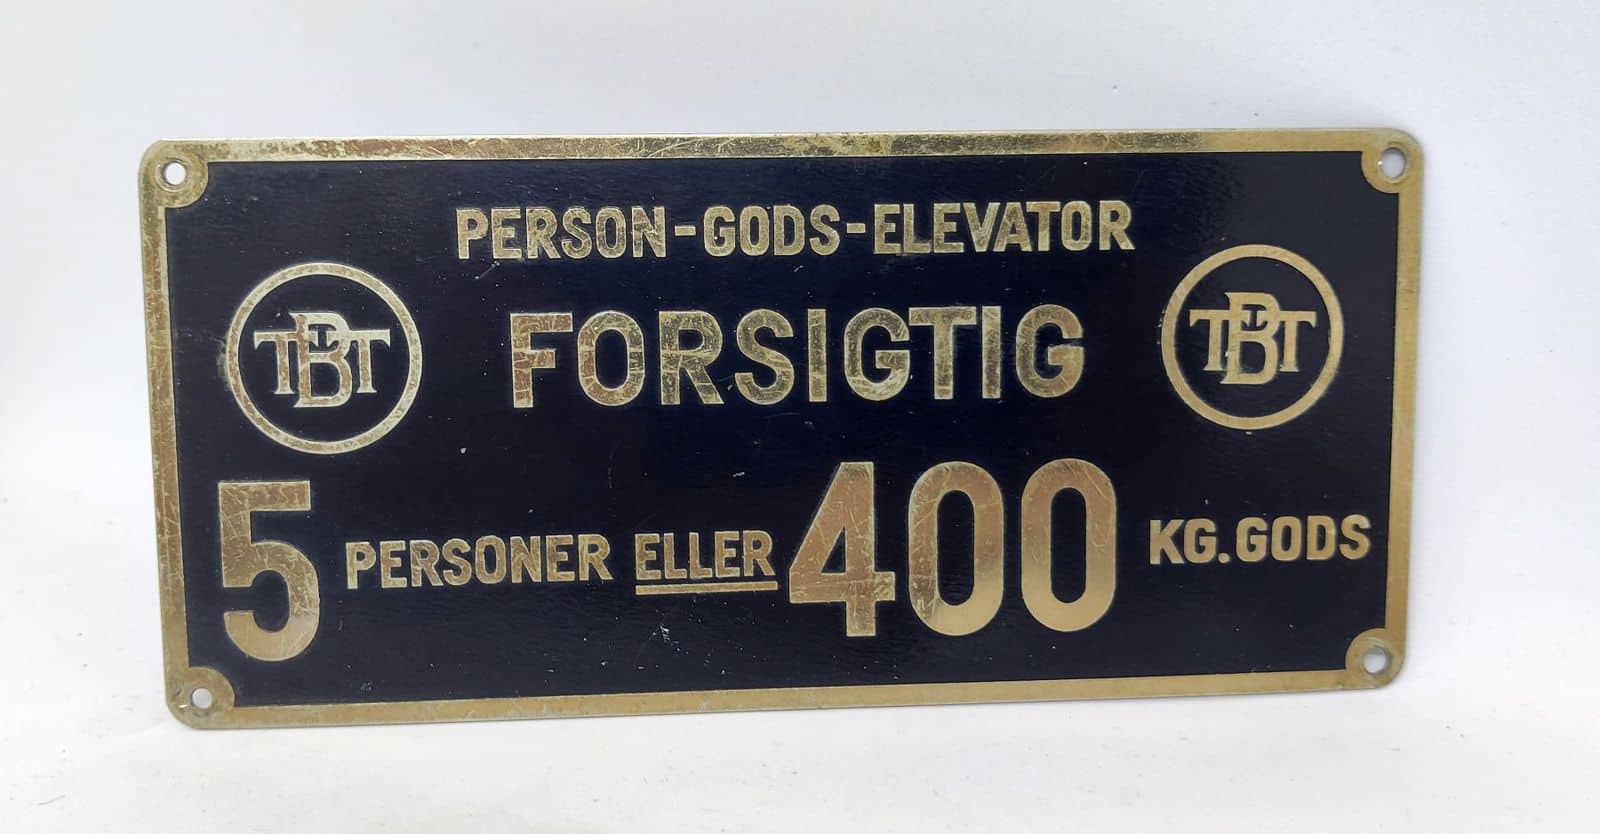 PERSON-GODS-ELEVATOR
TBT FORSIGTIG TBT
5 PERSONER ELLER 400 KG. GODS